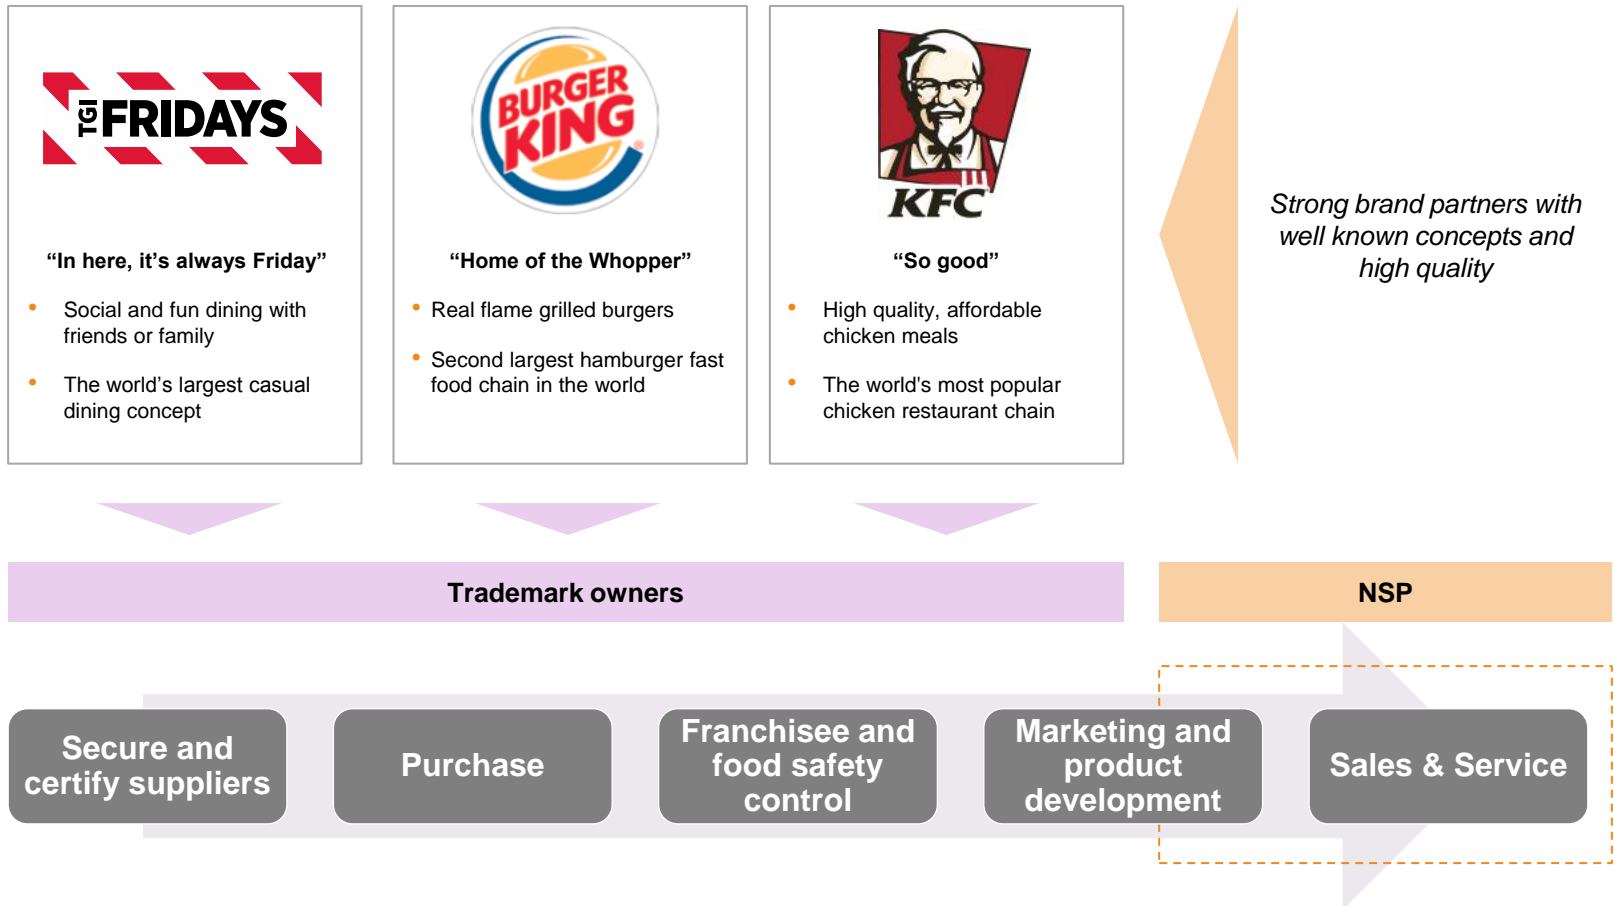 TGI FRIDAYS
“In here, it’s always Friday”
• Social and fun dining with
friends or family
• The world’s largest casual
dining concept
BURGER
KING
®
“Home of the Whopper”
• Real flame grilled burgers
• Second largest hamburger fast
food chain in the world
KFC
“So good”
• High quality, affordable
chicken meals
• The world's most popular
chicken restaurant chain
Strong brand partners with
well known concepts and
high quality
Trademark owners
NSP
Secure and
certify suppliers
Purchase
Franchisee and
food safety
control
Marketing and
product
development
Sales & Service